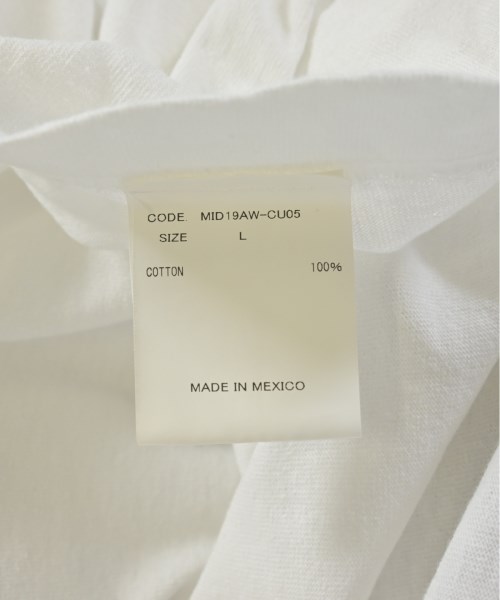 CODE. MID19AW-CU05
SIZE L
COTTON 100%
MADE IN MEXICO